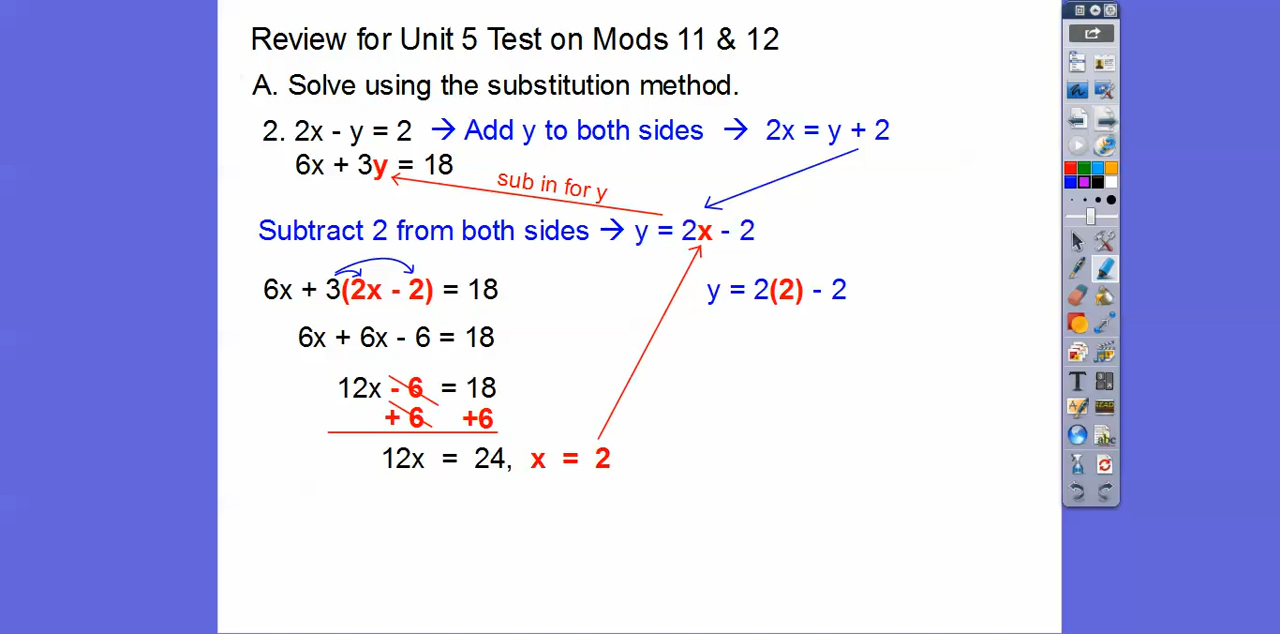 Review for Unit 5 Test on Mods 11 & 12
A. Solve using the substitution method.
2. 2x - y = 2 → Add y to both sides → 2x = y + 2
6x + 3y = 18
sub in for y
Subtract 2 from both sides → y = 2x - 2
6x + 3(2x - 2) = 18
y = 2(2) - 2
6x + 6x - 6 = 18
12x - 6 = 18
+ 6 +6
12x = 24, x = 2